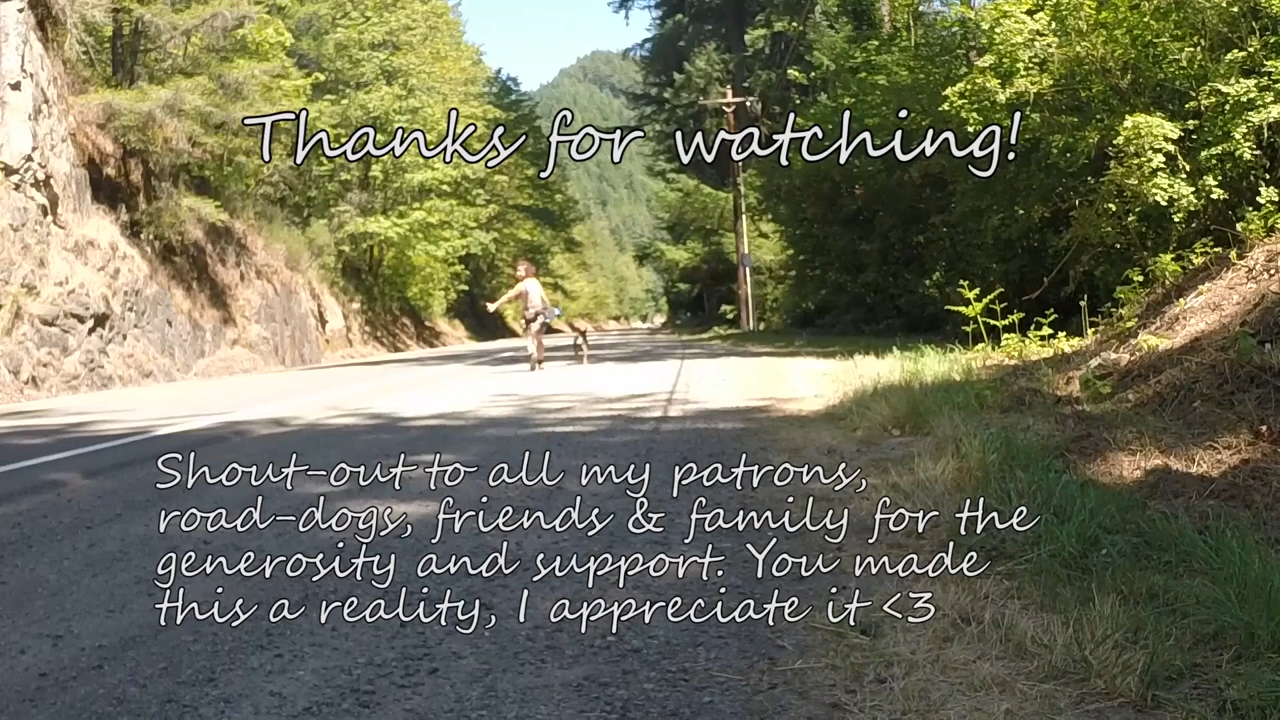 Thanks for watching!
Shout-out to all my patrons,
road-dogs, friends & family for the
generosity and support. You made
this a reality, I appreciate it <3